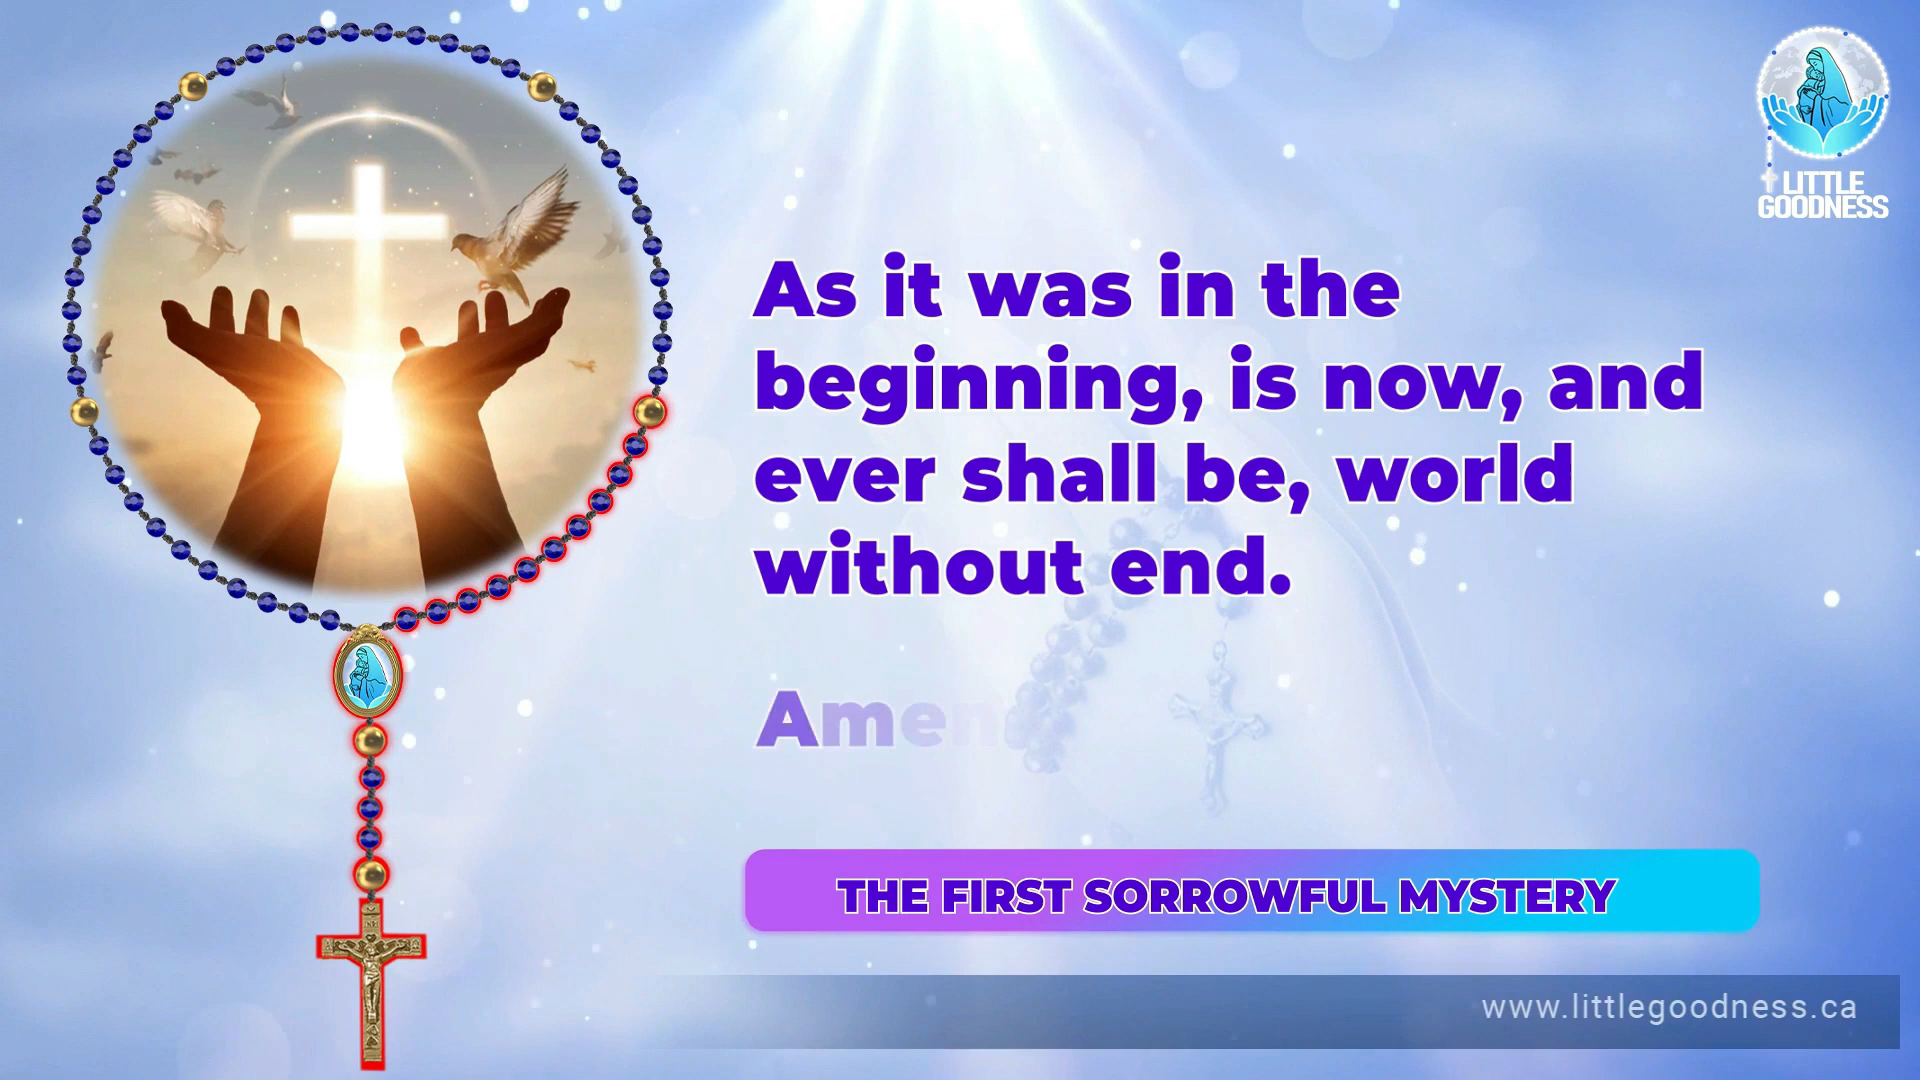 LITTLE
GOODNESS
As it was in the
beginning, is now, and
ever shall be, world
without end.
Amen
THE FIRST SORROWFUL MYSTERY
www.littlegoodness.ca